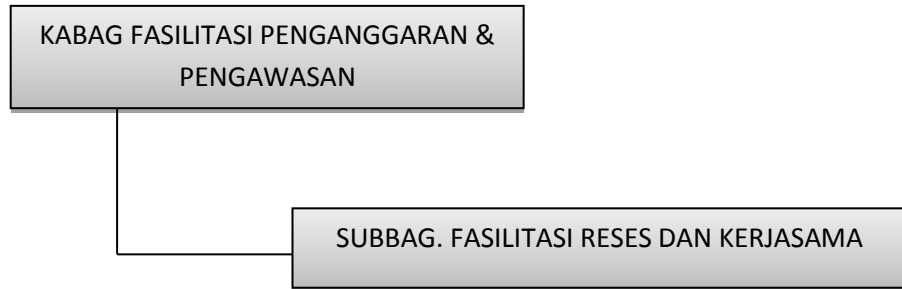 KABAG FASILITASI PENGANGGARAN &
PENGAWASAN
SUBBAG. FASILITASI RESES DAN KERJASAMA